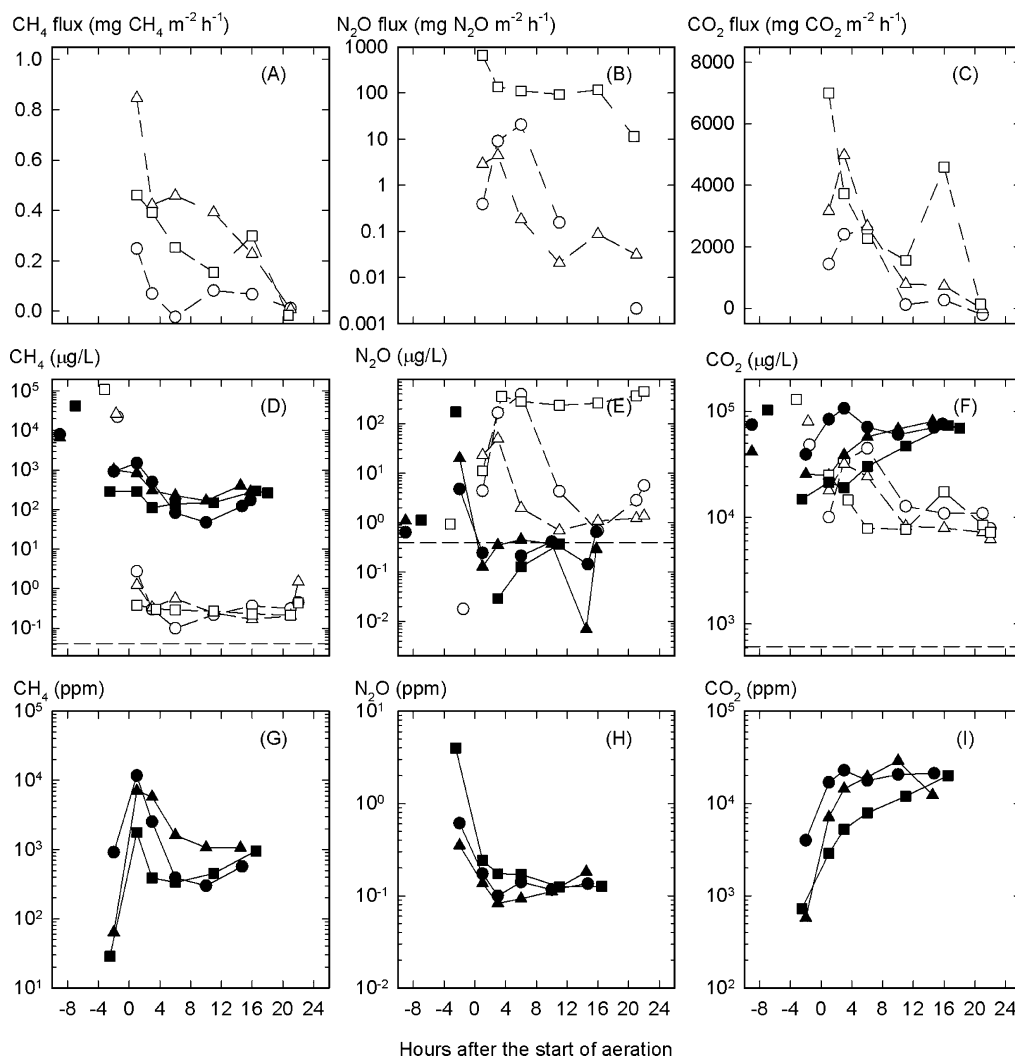 CH4 flux (mg CH4 m-2 h-1)
N2O flux (mg N2O m-2 h-1)
CO2 flux (mg CO2 m-2 h-1)
1.0
0.8
0.6
0.4
0.2
0.0
(A)
1000
100
10
1
0.1
0.01
0.001
(B)
8000
6000
4000
2000
0
(C)
CH4 (µg/L)
N2O (µg/L)
CO2 (µg/L)
10^5
10^4
10^3
10^2
10^1
10^0
10^-1
(D)
10^2
10^1
10^0
10^-1
10^-2
(E)
10^5
10^4
10^3
(F)
CH4 (ppm)
N2O (ppm)
CO2 (ppm)
10^5
10^4
10^3
10^2
10^1
(G)
10^1
10^0
10^-1
10^-2
(H)
10^5
10^4
10^3
10^2
(I)
-8 -4 0 4 8 12 16 20 24
-8 -4 0 4 8 12 16 20 24
-8 -4 0 4 8 12 16 20 24
Hours after the start of aeration